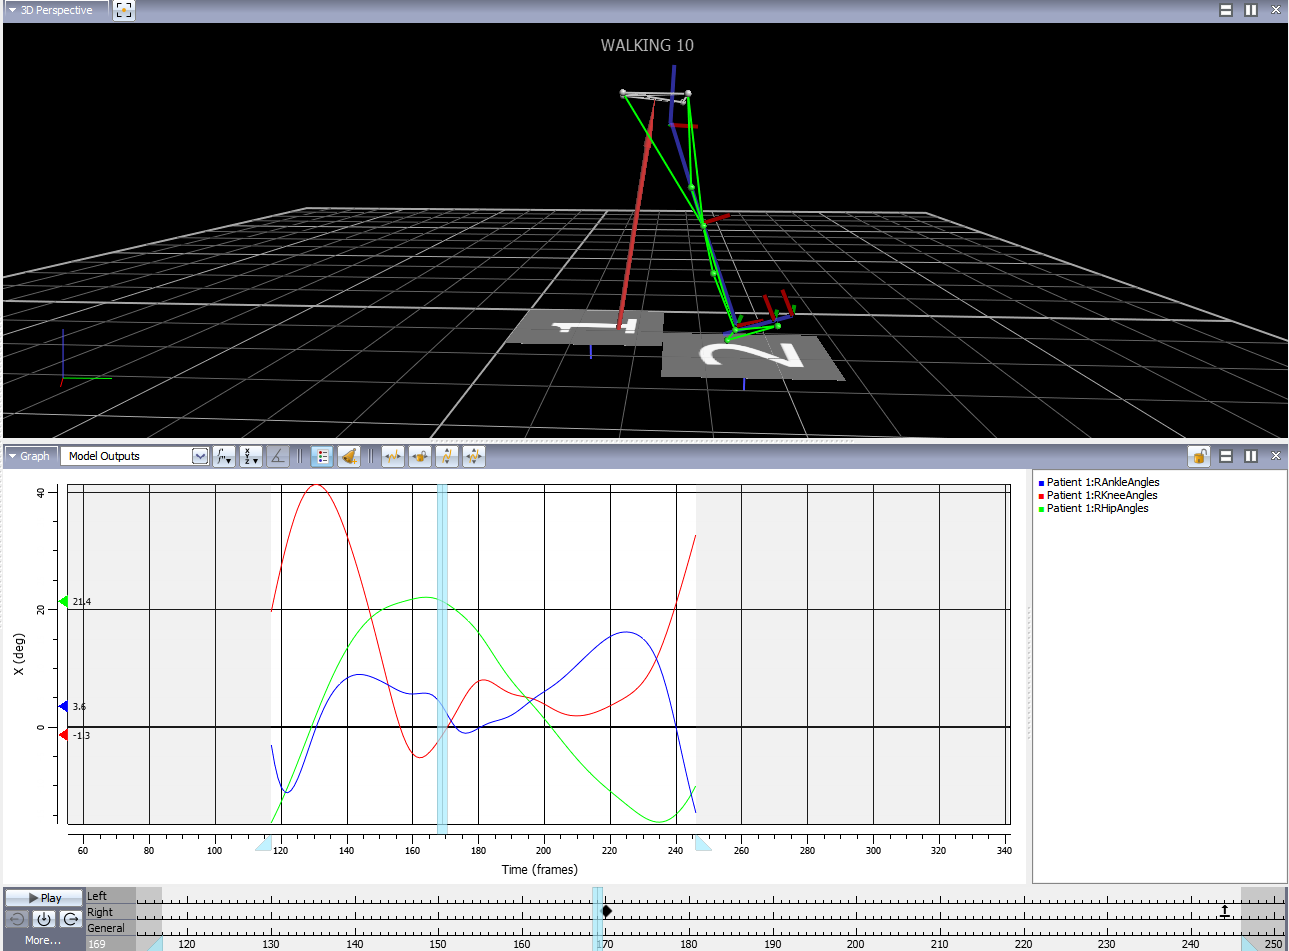 3D Perspective
WALKING 10
1
2
Graph
Model Outputs
Patient 1:RAnkleAngles
Patient 1:RKneeAngles
Patient 1:RHipAngles
40
20
0
X (deg)
21.4
3.6
-1.3
60 80 100 120 140 160 180 200 220 240 260 280 300 320 340
Time (frames)
Play
Left
Right
General
More...
169
120 130 140 150 160 170 180 190 200 210 220 230 240 250